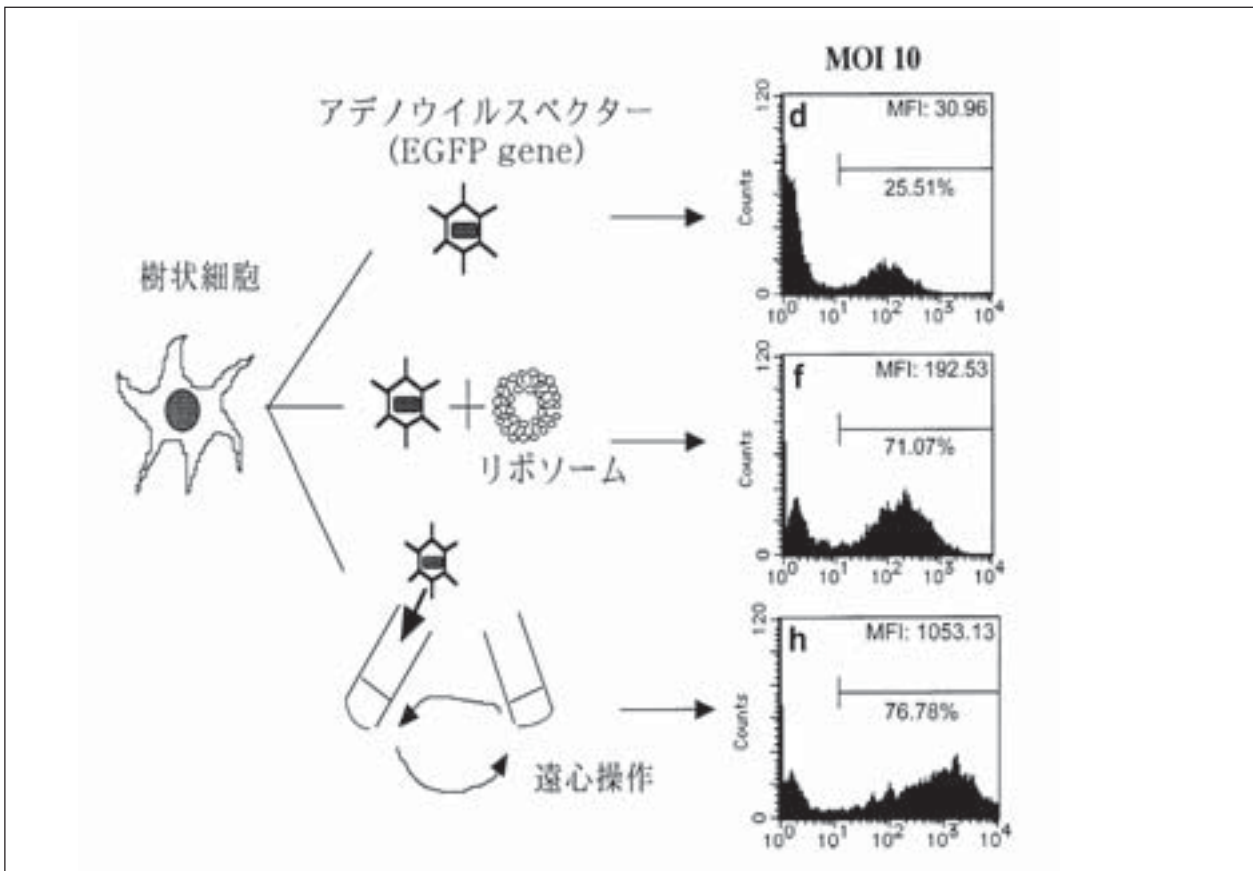 MOI 10
アデノウイルスベクター
(EGFP gene)
樹状細胞
リポソーム
遠心操作
d
MFI: 30.96
25.51%
Counts
120
0
10⁰ 10¹ 10² 10³ 10⁴
f
MFI: 192.53
71.07%
Counts
120
0
10⁰ 10¹ 10² 10³ 10⁴
h
MFI: 1053.13
76.78%
Counts
120
0
10⁰ 10¹ 10² 10³ 10⁴